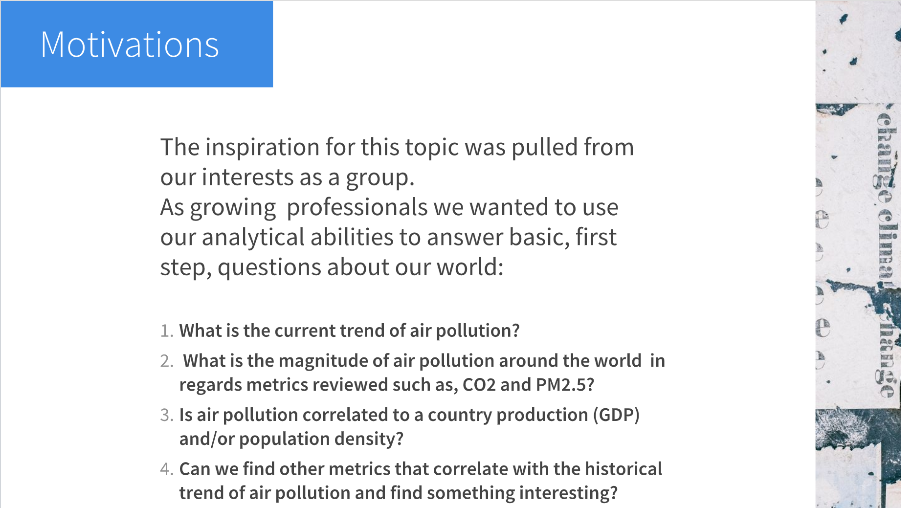 Motivations
The inspiration for this topic was pulled from
our interests as a group.
As growing  professionals we wanted to use
our analytical abilities to answer basic, first
step, questions about our world:
1. What is the current trend of air pollution?
2.  What is the magnitude of air pollution around the world  in
regards metrics reviewed such as, CO2 and PM2.5?
3. Is air pollution correlated to a country production (GDP)
and/or population density?
4. Can we find other metrics that correlate with the historical
trend of air pollution and find something interesting?
change climat
hange
e
e
e
e
e